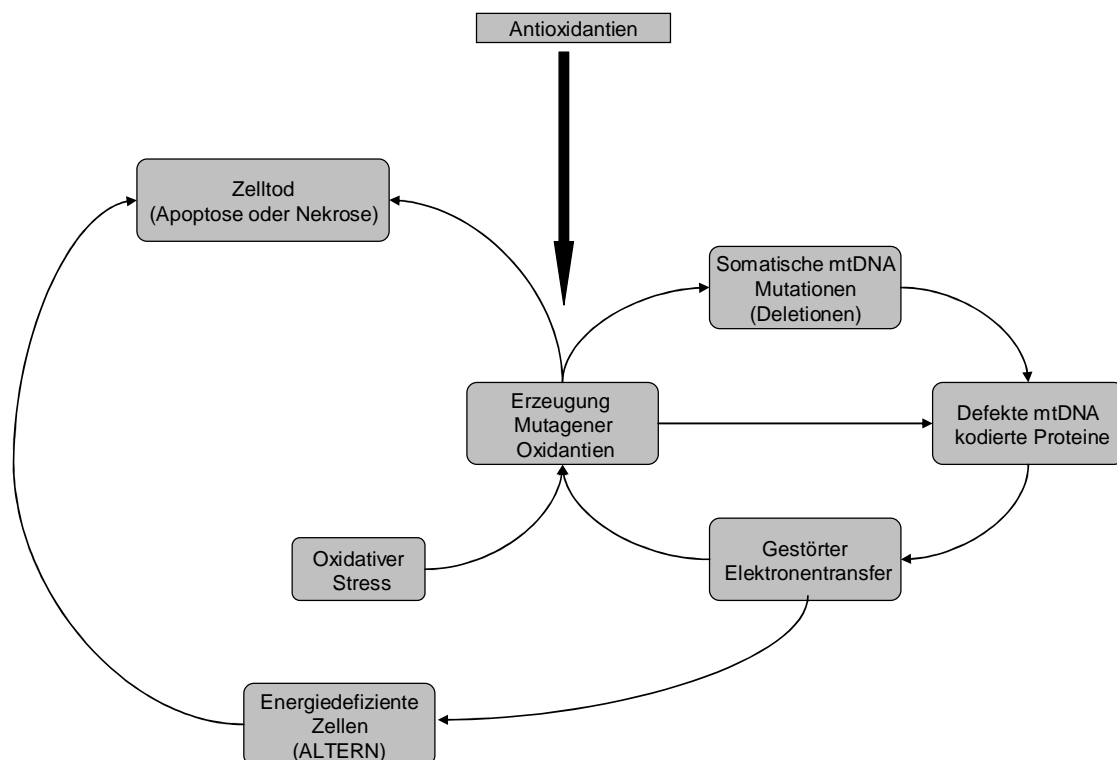 Antioxidantien
Zelltod
(Apoptose oder Nekrose)
Somatische mtDNA
Mutationen
(Deletionen)
Erzeugung
Mutagener
Oxidantien
Defekte mtDNA
kodierte Proteine
Oxidativer
Stress
Gestörter
Elektronentransfer
Energiedefiziente
Zellen
(ALTERN)